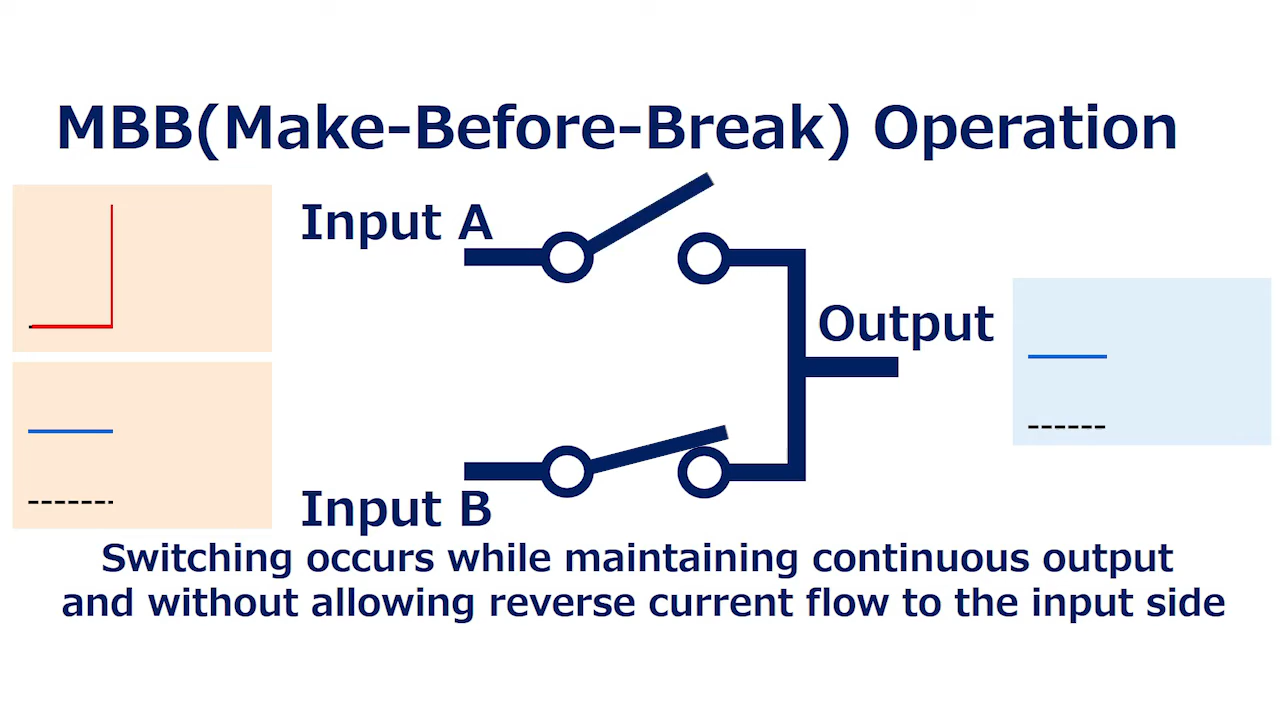 MBB(Make-Before-Break) Operation
Input A
Output
Input B
Switching occurs while maintaining continuous output
and without allowing reverse current flow to the input side